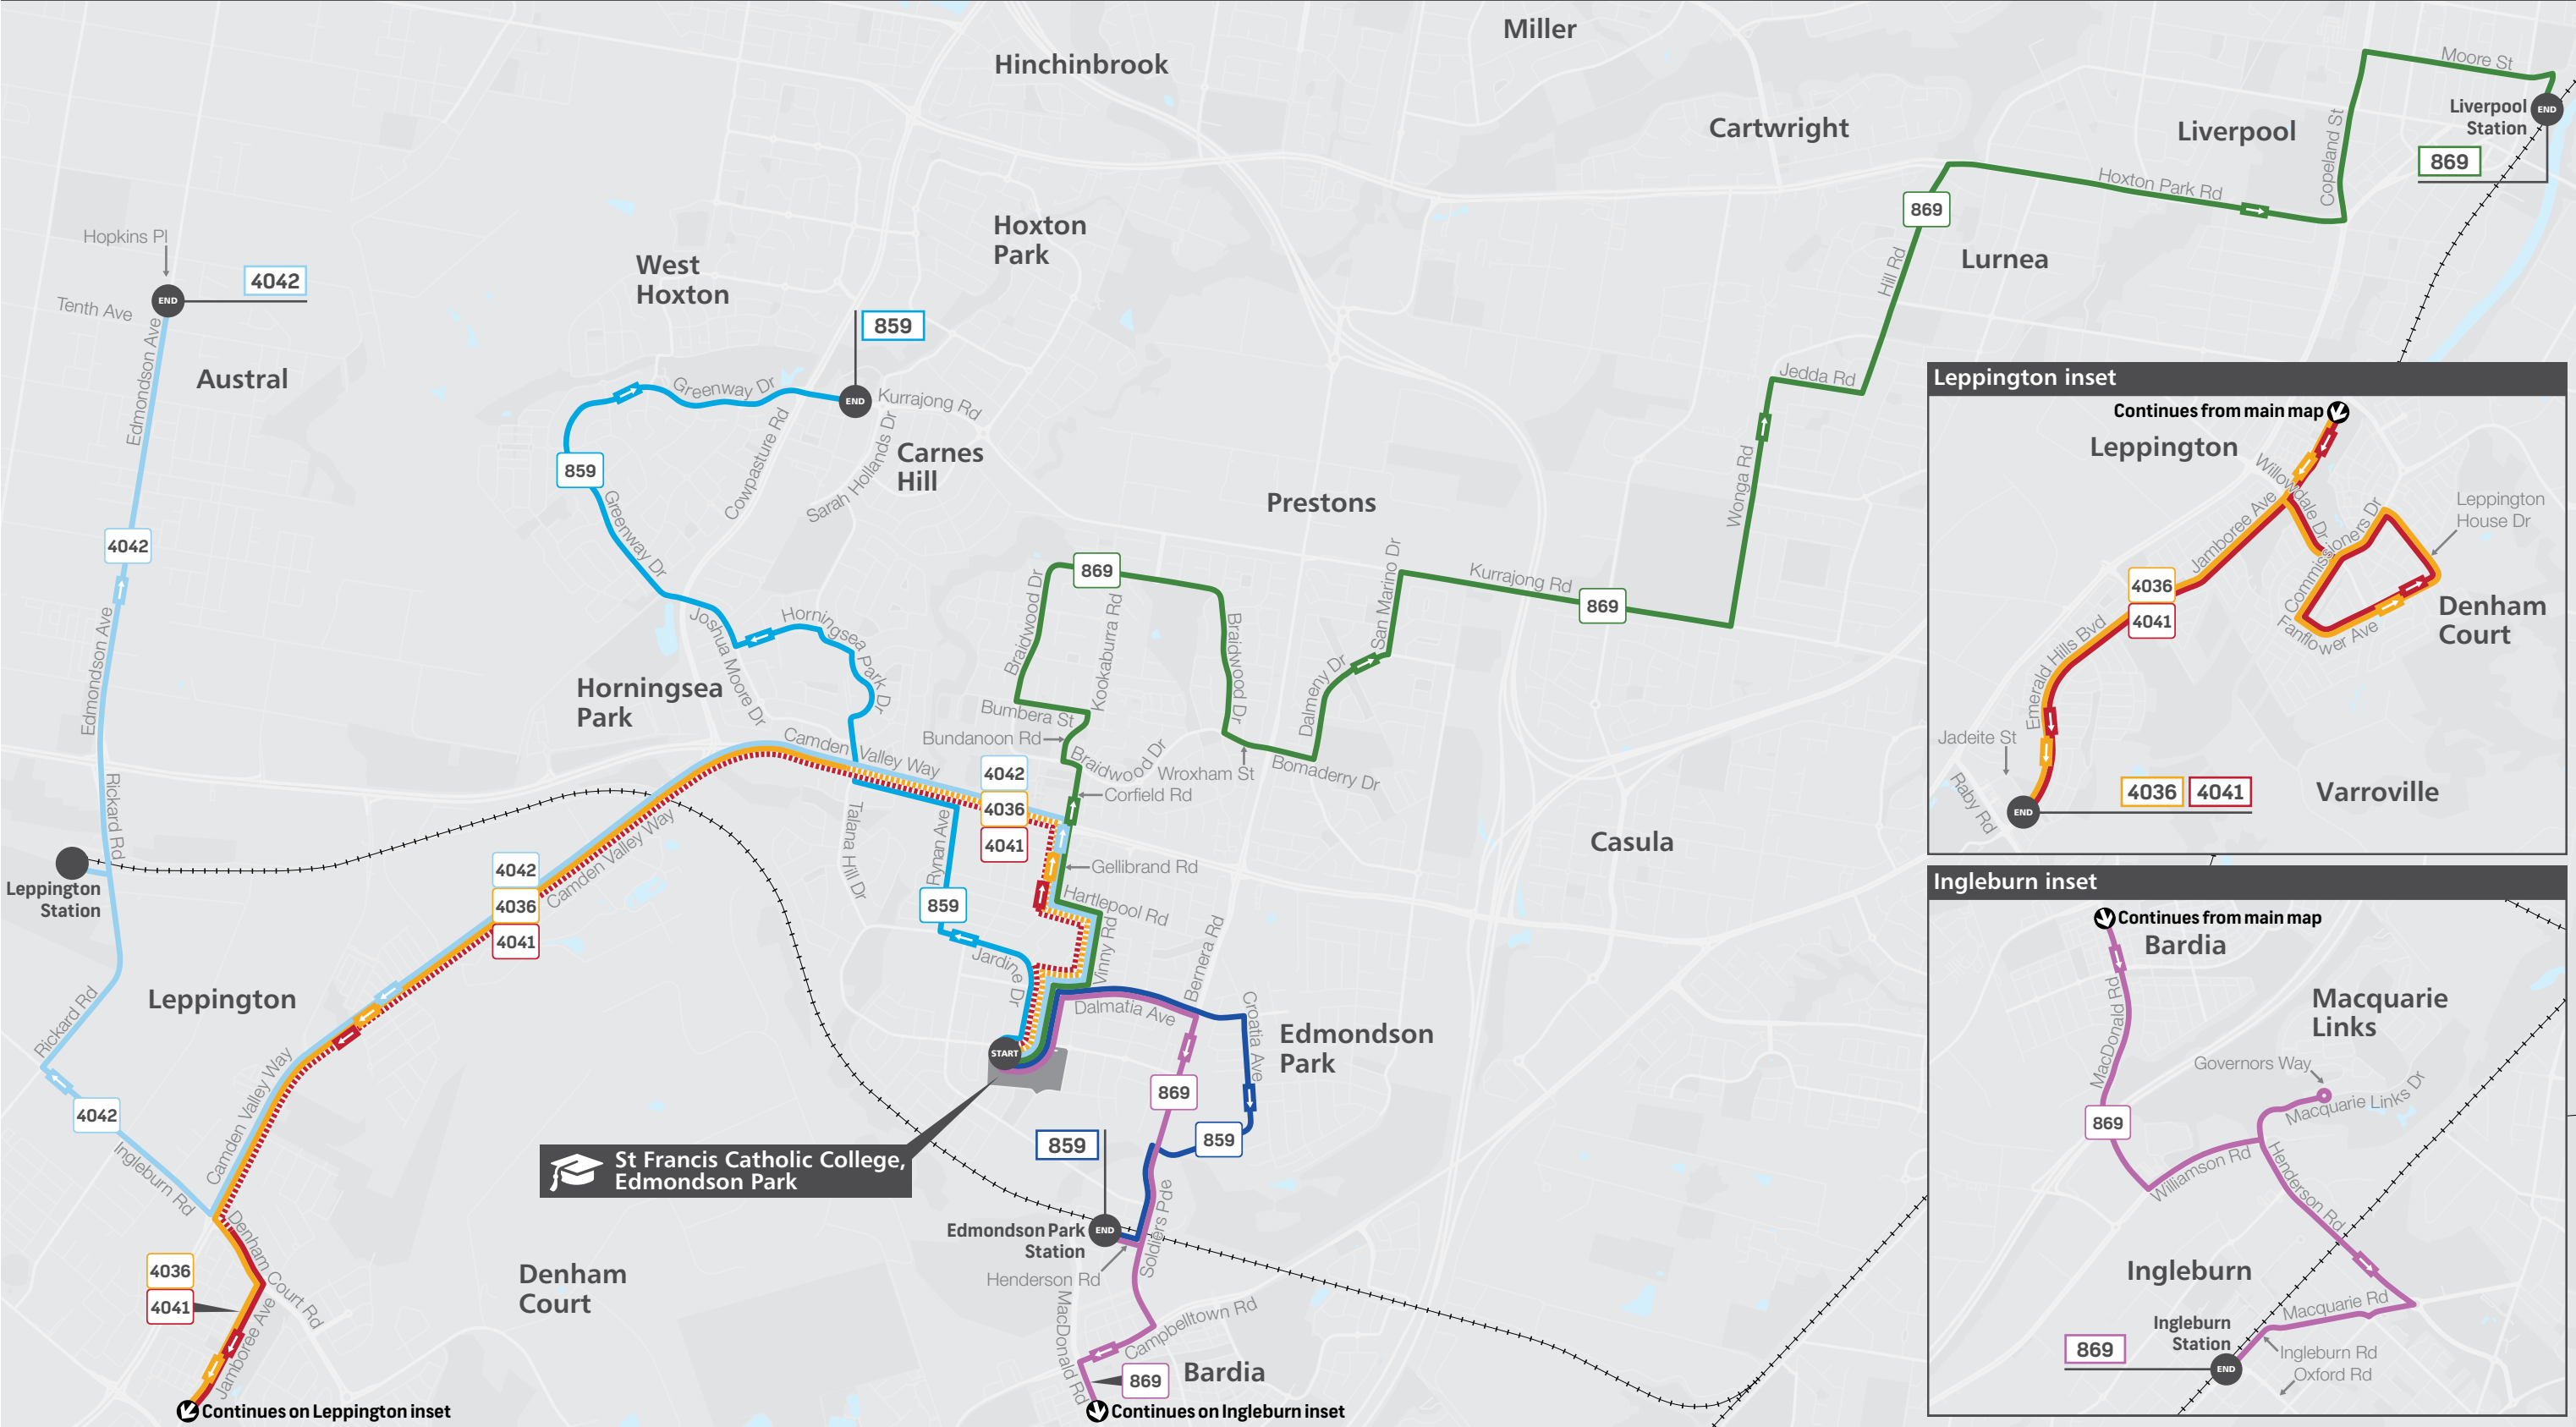 Miller
Hinchinbrook
Moore St
Liverpool
Station
END
Cartwright
Liverpool
Copeland St
869
Hoxton Park Rd
869
Hopkins Pl
4042
END
Tenth Ave
Edmondson Ave
Austral
West
Hoxton
Hoxton
Park
Lurnea
Hill Rd
859
Greenway Dr
END
Kurrajong Rd
Cowpasture Rd
Sarah Hollands Dr
Carnes
Hill
859
Greenway Dr
Jedda Rd
Wonga Rd
Prestons
4042
Edmondson Ave
San Marino Dr
Kurrajong Rd
869
869
Braidwood Dr
Kookaburra Rd
Braidwood Dr
Joshua Moore Dr
Horningsea Park Dr
Horningsea
Park
Dalmeny Dr
Bumbera St
Bundanoon Rd
Braidwood Dr
Wroxham St
Bomaderry Dr
Corfield Rd
Camden Valley Way
4042
4036
4041
Rickard Rd
Talana Hill Dr
Rynan Ave
Gellibrand Rd
Casula
Leppington
Station
4042
4036
4041
Camden Valley Way
859
Hartlepool Rd
Vinny Rd
Bernera Rd
Jardine Dr
Leppington
Rickard Rd
Dalmatia Ave
Croatia Ave
Edmondson
Park
START
Camden Valley Way
4042
Ingleburn Rd
869
859
859
St Francis Catholic College,
Edmondson Park
Edmondson Park
Station
END
Soldiers Pde
Henderson Rd
Denham Court Rd
4036
4041
Jamboree Ave
Denham
Court
MacDonald Rd
Campbelltown Rd
869
Bardia
Continues on Leppington inset
Continues on Ingleburn inset
Leppington inset
Continues from main map
Leppington
Willowdale Dr
Jamboree Ave
Commissioners Dr
Leppington
House Dr
4036
4041
Denham
Court
Fanflower Ave
Emerald Hills Bvd
Jadeite St
Raby Rd
END
4036
4041
Varroville
Ingleburn inset
Continues from main map
Bardia
MacDonald Rd
Macquarie
Links
Governors Way
Macquarie Links Dr
869
Williamson Rd
Henderson Rd
Ingleburn
Macquarie Rd
Ingleburn
Station
869
END
Ingleburn Rd
Oxford Rd